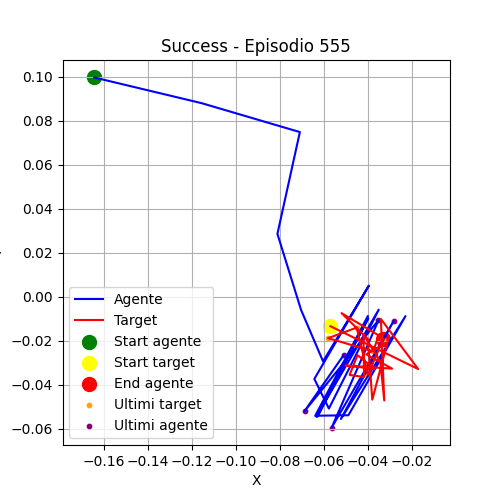 Success - Episodio 555
0.10
0.08
0.06
0.04
0.02
0.00
−0.02
−0.04
−0.06
Agente
Target
Start agente
Start target
End agente
Ultimi target
Ultimi agente
−0.16 −0.14 −0.12 −0.10 −0.08 −0.06 −0.04 −0.02
X